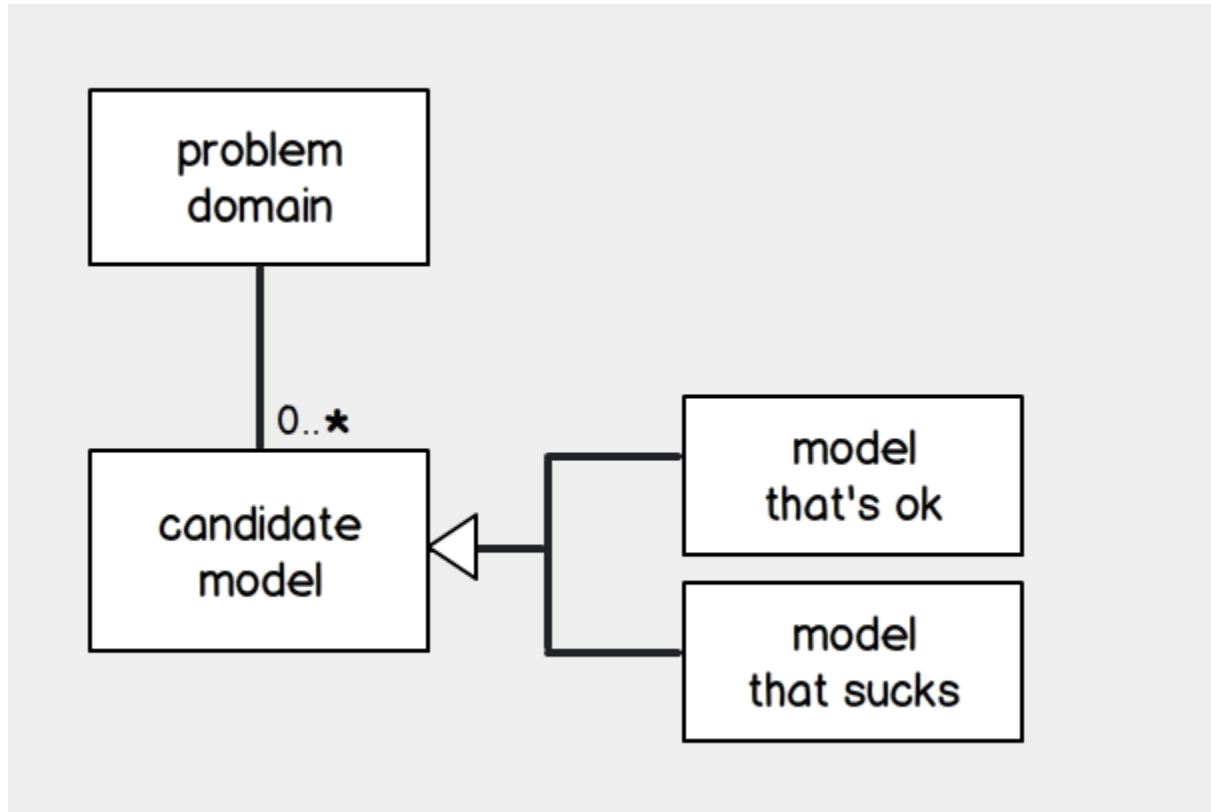 problem
domain
0..*
candidate
model
model
that's ok
model
that sucks